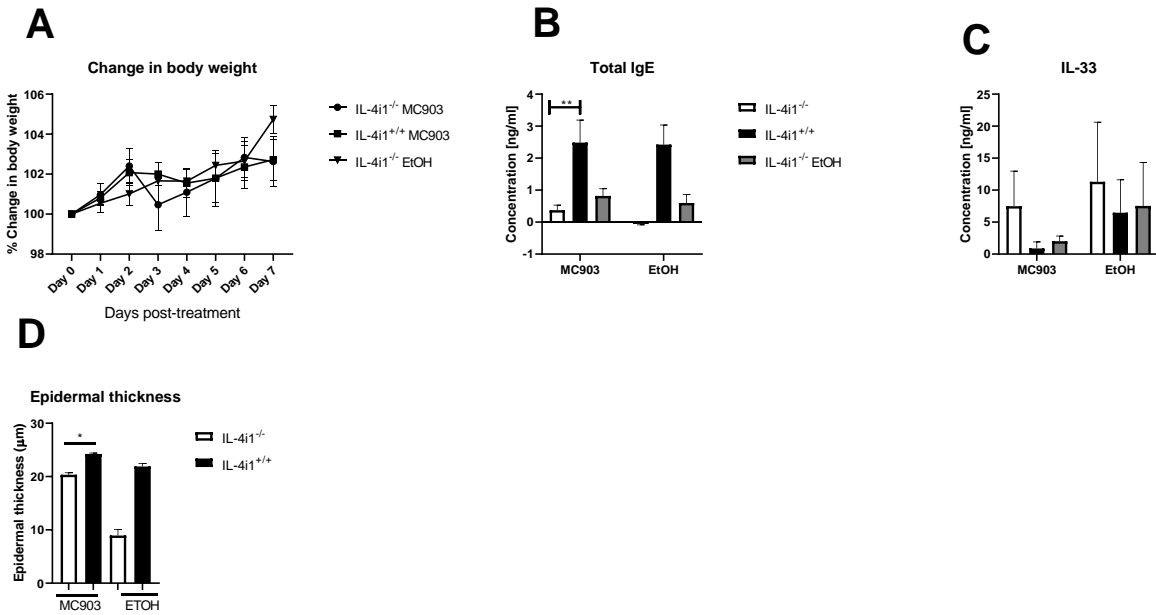 A
Change in body weight
% Change in body weight
106
104
102
100
98
Day 0
Day 1
Day 2
Day 3
Day 4
Day 5
Day 6
Day 7
Days post-treatment
IL-4i1-/- MC903
IL-4i1+/+ MC903
IL-4i1-/- EtOH
B
Total IgE
Concentration [ng/ml]
4
3
2
1
0
-1
**
MC903
EtOH
IL-4i1-/-
IL-4i1+/+
IL-4i1-/- EtOH
C
IL-33
Concentration [ng/ml]
25
20
15
10
5
0
MC903
EtOH
D
Epidermal thickness
Epidermal thickness (μm)
30
20
10
0
*
MC903
ETOH
IL-4i1-/-
IL-4i1+/+